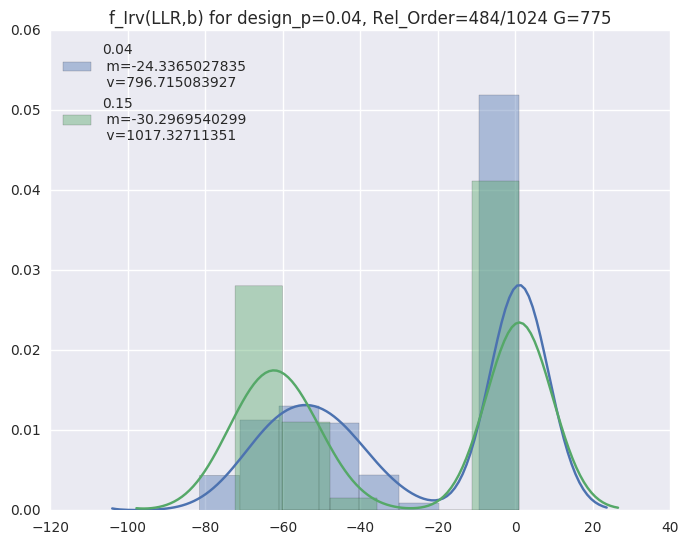 f_Irv(LLR,b) for design_p=0.04, Rel_Order=484/1024 G=775
0.04
m=-24.3365027835
v=796.715083927
0.15
m=-30.2969540299
v=1017.32711351
0.06
0.05
0.04
0.03
0.02
0.01
0.00
−120 −100 −80 −60 −40 −20 0 20 40